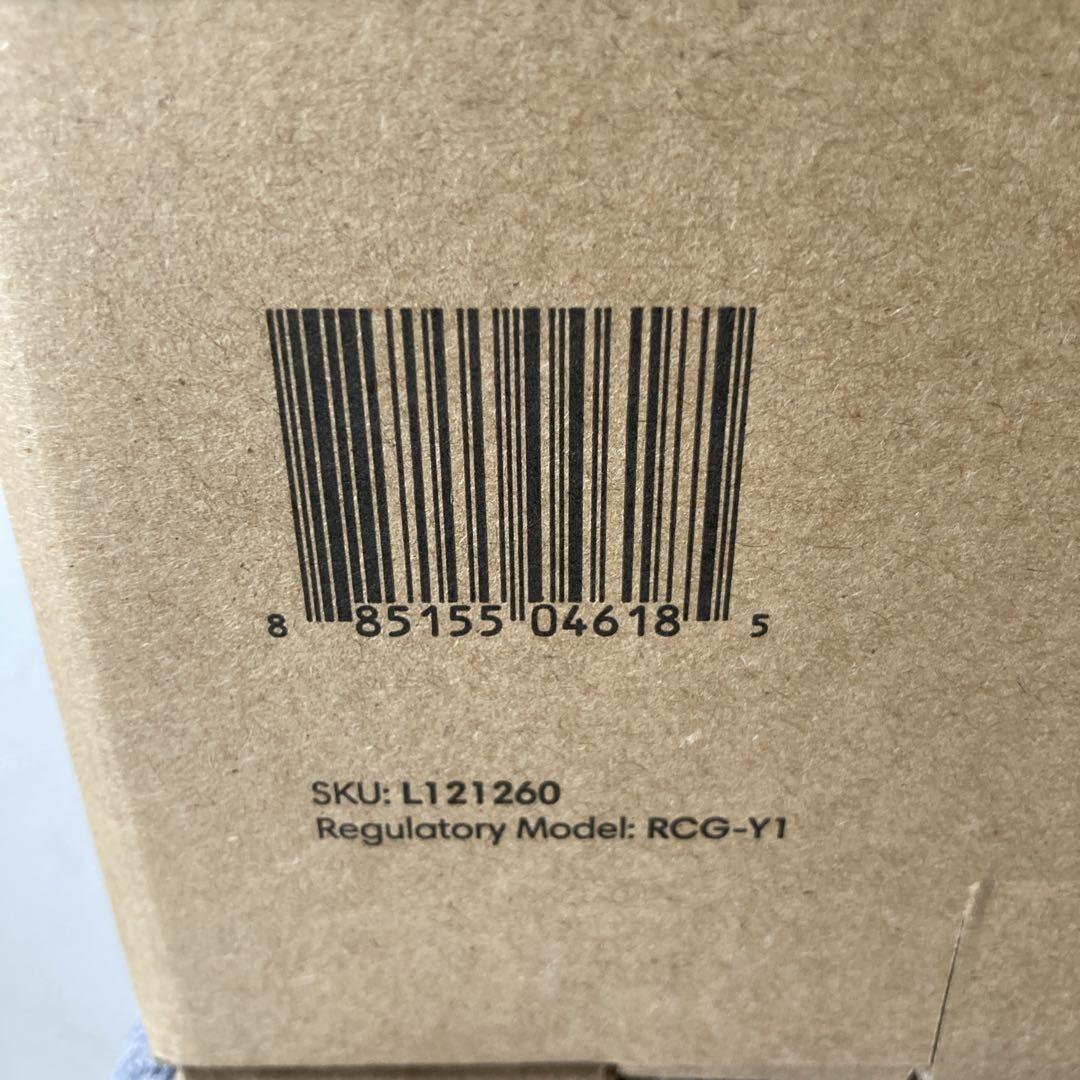 8 85155 04618 5
SKU: L121260
Regulatory Model: RCG-Y1